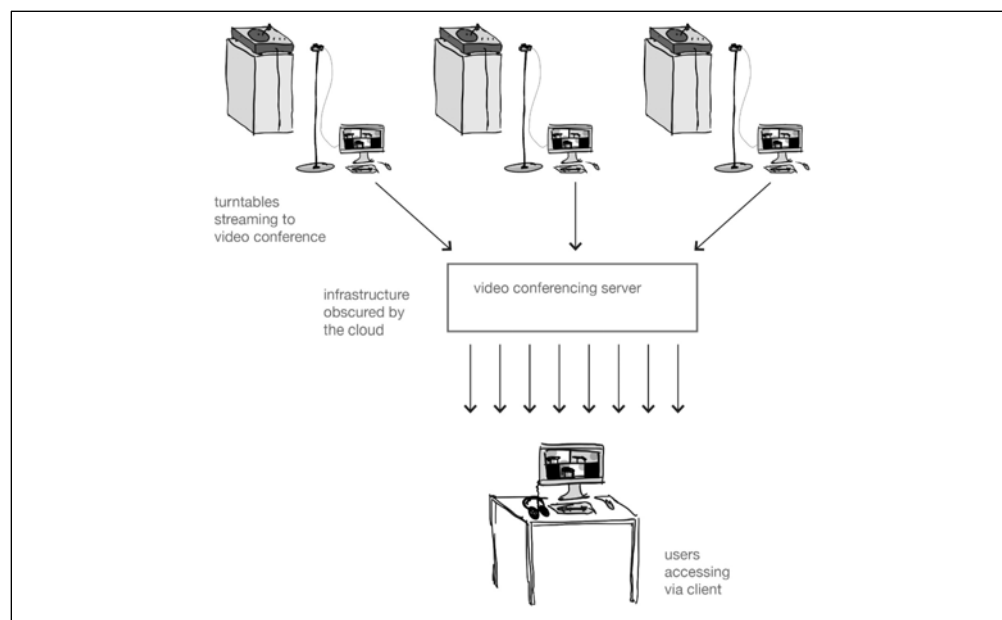 turntables
streaming to
video conference
infrastructure
obscured by
the cloud
video conferencing server
users
accessing
via client